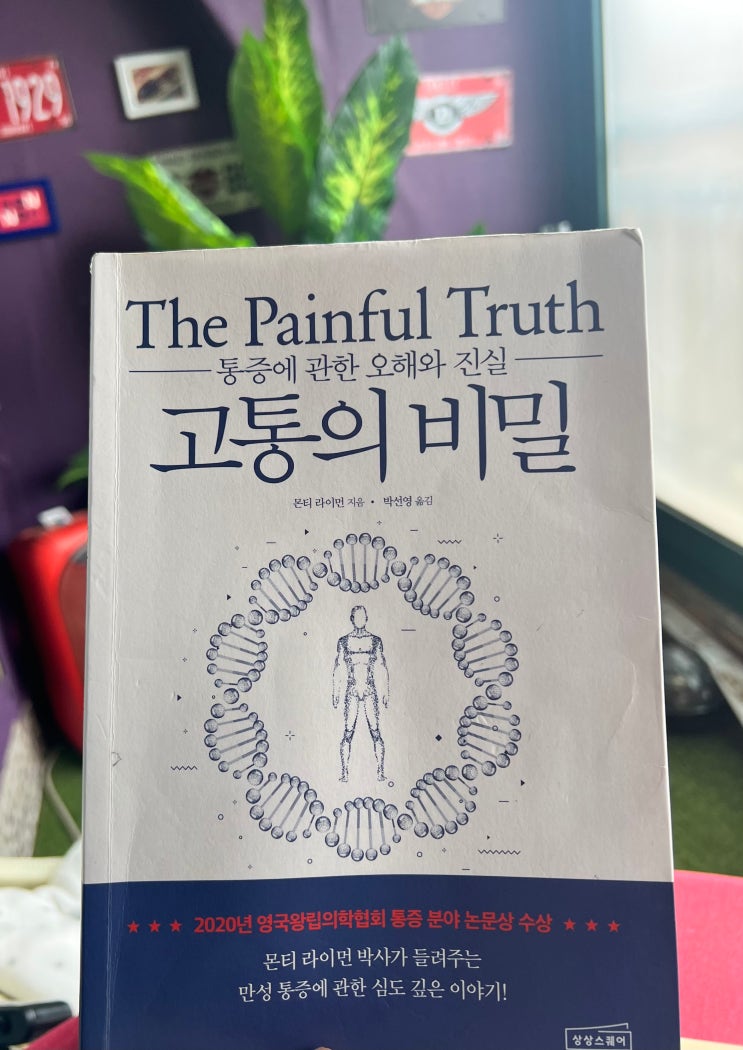 1929
The Painful Truth
통증에 관한 오해와 진실
고통의 비밀
몬티 라이먼 지음 • 박선영 옮김
★ ★ ★ 2020년 영국왕립의학협회 통증 분야 논문상 수상 ★ ★ ★
몬티 라이먼 박사가 들려주는
만성 통증에 관한 심도 깊은 이야기!
상상스퀘어